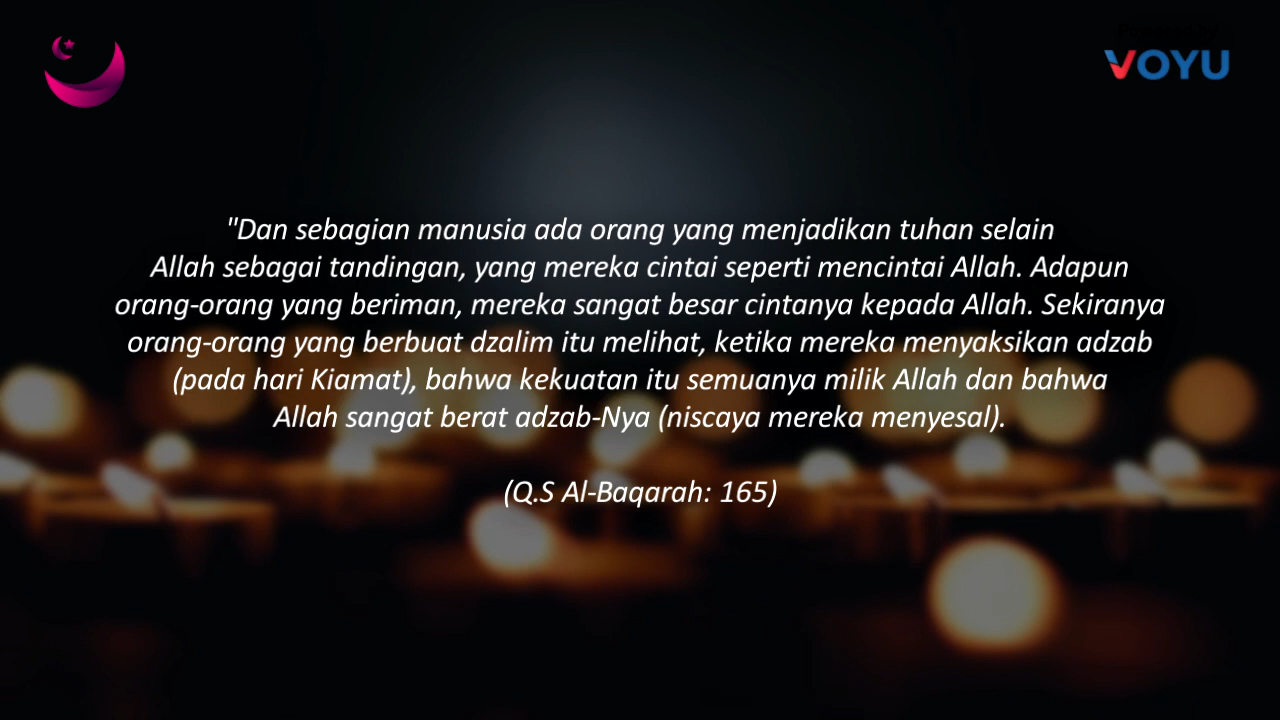 VOYU
"Dan sebagian manusia ada orang yang menjadikan tuhan selain
Allah sebagai tandingan, yang mereka cintai seperti mencintai Allah. Adapun
orang-orang yang beriman, mereka sangat besar cintanya kepada Allah. Sekiranya
orang-orang yang berbuat dzalim itu melihat, ketika mereka menyaksikan adzab
(pada hari Kiamat), bahwa kekuatan itu semuanya milik Allah dan bahwa
Allah sangat berat adzab-Nya (niscaya mereka menyesal).
(Q.S Al-Baqarah: 165)